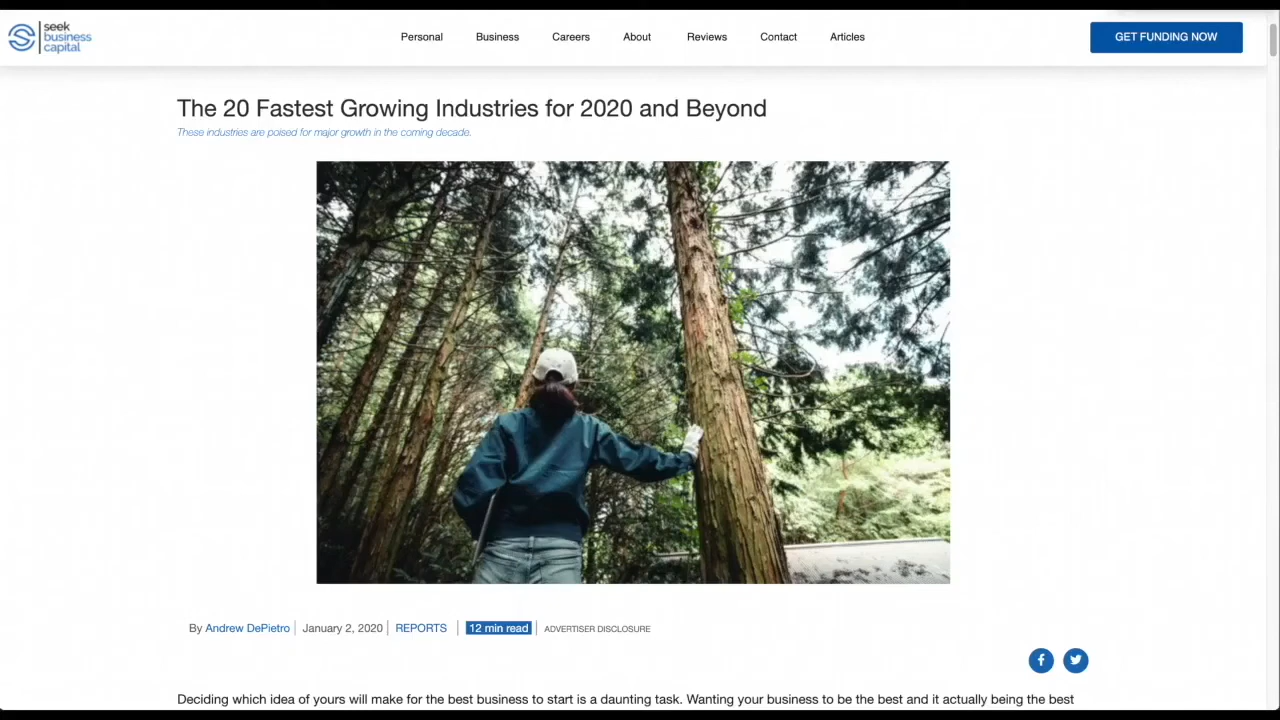 seek
business
capital
Personal Business Careers About Reviews Contact Articles
GET FUNDING NOW
The 20 Fastest Growing Industries for 2020 and Beyond
These industries are poised for major growth in the coming decade.
By Andrew DePietro January 2, 2020 REPORTS 12 min read ADVERTISER DISCLOSURE
Deciding which idea of yours will make for the best business to start is a daunting task. Wanting your business to be the best and it actually being the best